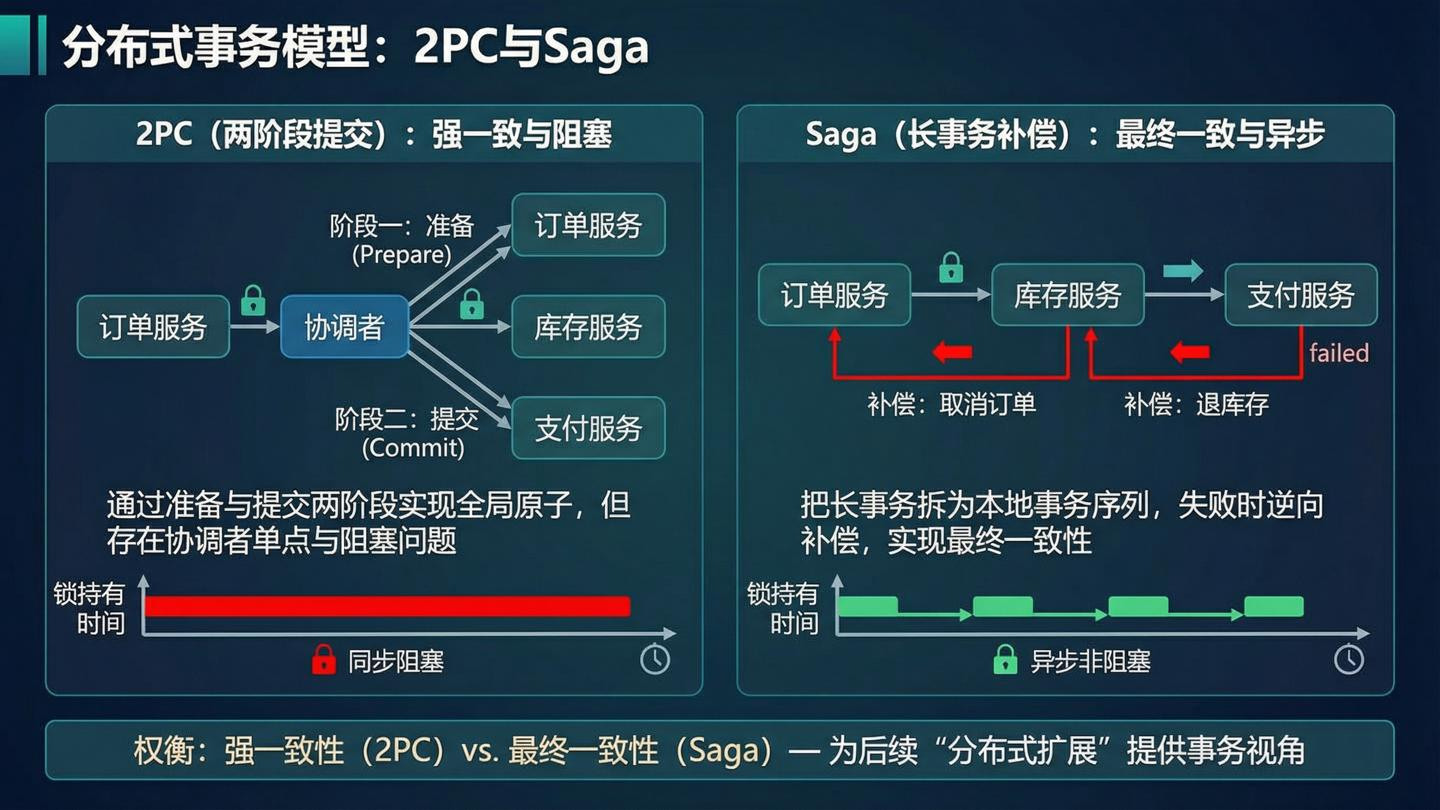 分布式事务模型：2PC与Saga
2PC（两阶段提交）：强一致与阻塞
阶段一：准备
(Prepare)
订单服务
订单服务
协调者
库存服务
阶段二：提交
(Commit)
支付服务
通过准备与提交两阶段实现全局原子，但
存在协调者单点与阻塞问题
锁持有
时间
同步阻塞
Saga（长事务补偿）：最终一致与异步
订单服务
库存服务
支付服务
failed
补偿：取消订单
补偿：退库存
把长事务拆为本地事务序列，失败时逆向
补偿，实现最终一致性
锁持有
时间
异步非阻塞
权衡：强一致性（2PC）vs. 最终一致性（Saga）— 为后续“分布式扩展”提供事务视角